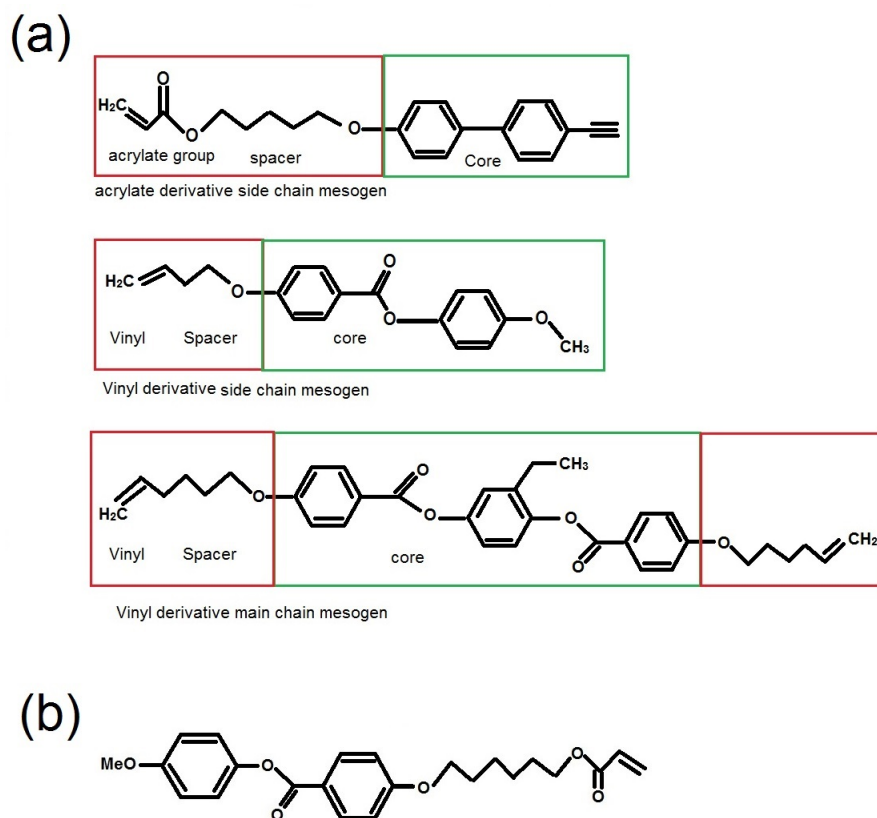 (a)
O
H₂C
O
O
acrylate group spacer Core
acrylate derivative side chain mesogen
O
H₂C
O
O
O
CH₃
Vinyl Spacer core
Vinyl derivative side chain mesogen
O
CH₃
H₂C
O
O
O
O
O
CH₂
Vinyl Spacer core
Vinyl derivative main chain mesogen
(b)
MeO
O
O
O
O
O